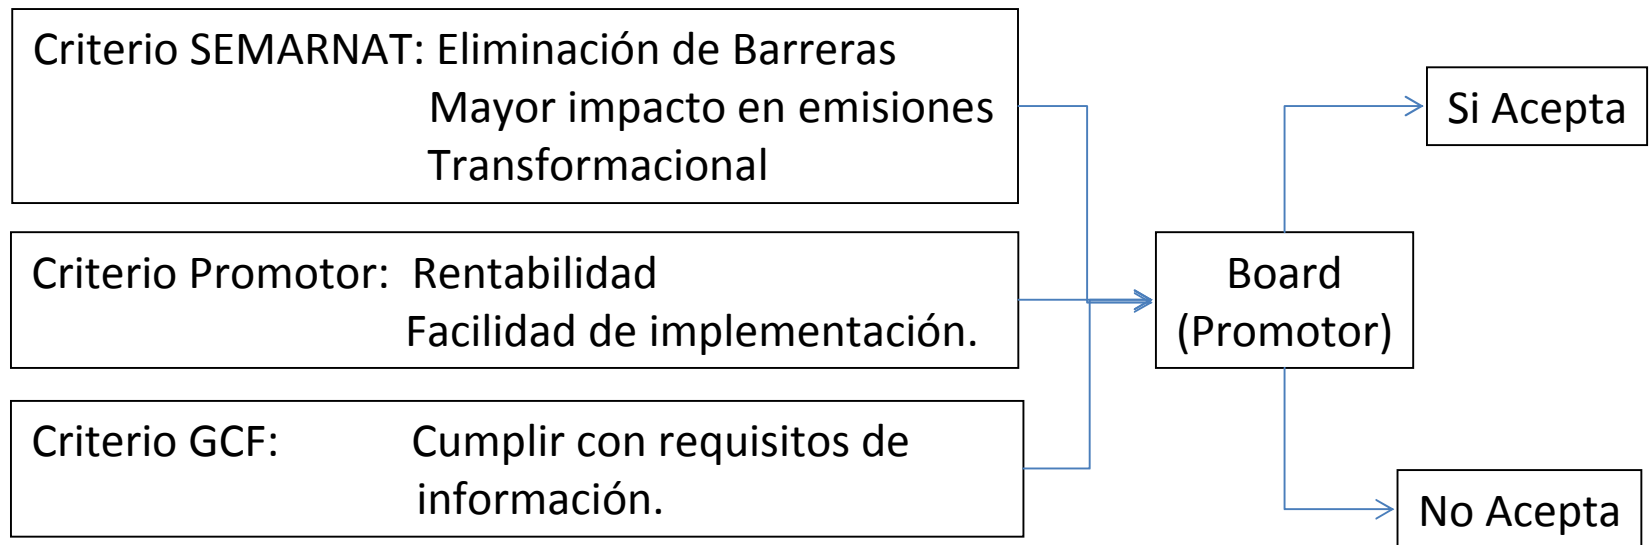 Criterio SEMARNAT: Eliminación de Barreras
Mayor impacto en emisiones
Transformacional
Criterio Promotor: Rentabilidad
Facilidad de implementación.
Criterio GCF: Cumplir con requisitos de
información.
Board
(Promotor)
Si Acepta
No Acepta